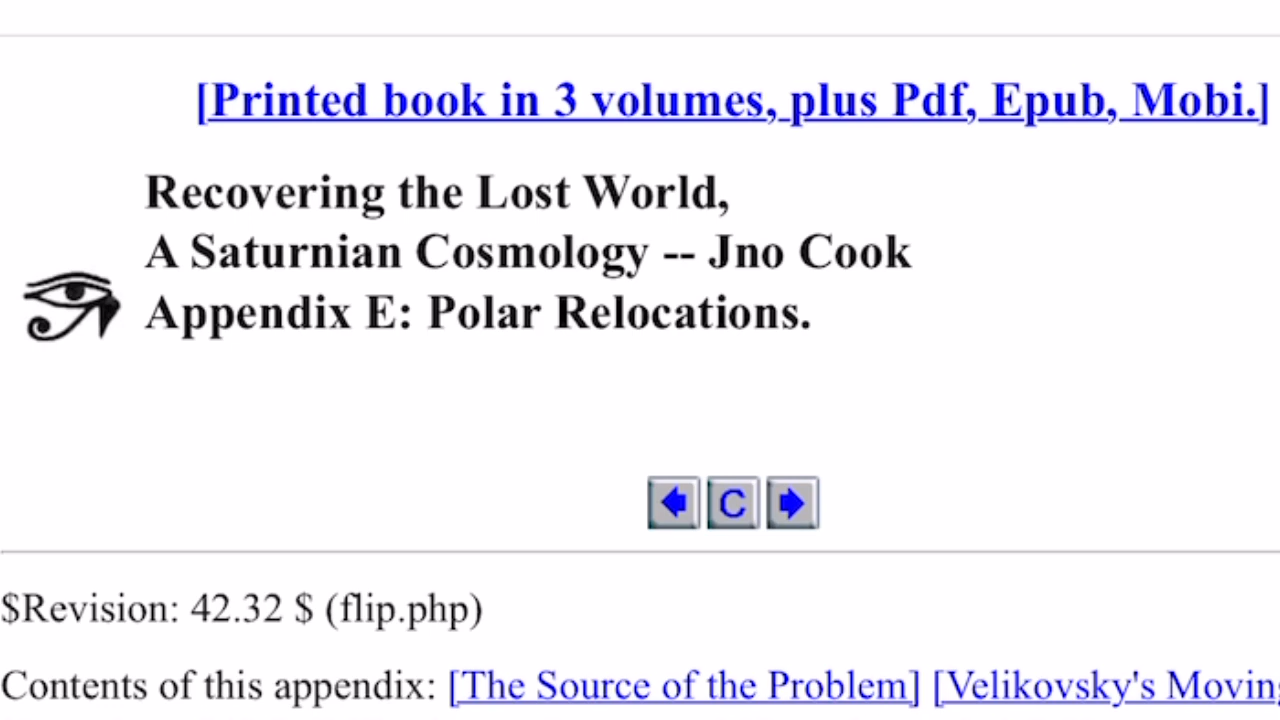 [Printed book in 3 volumes, plus Pdf, Epub, Mobi.]
Recovering the Lost World,
A Saturnian Cosmology -- Jno Cook
Appendix E: Polar Relocations.
C
$Revision: 42.32 $ (flip.php)
Contents of this appendix: [The Source of the Problem] [Velikovsky's